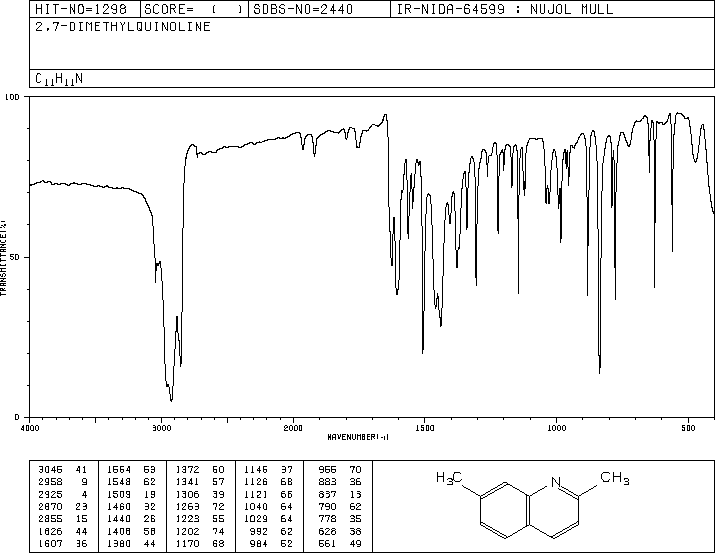 HIT-NO=1298 SCORE= ( ) SDBS-NO=2440 IR-NIDA-64599 : NUJOL MULL
2,7-DIMETHYLQUINOLINE
C11H11N
100
50
0
TRANSMITTANCE(%)
4000 3000 2000 1500 1000 500
WAVENUMBER(-1)
3045 41 1564 53 1372 60 1146 37 966 70
2958 9 1548 62 1341 57 1126 68 883 36
2925 4 1509 19 1306 39 1121 66 837 13
2870 29 1460 32 1263 72 1040 64 790 62
2855 15 1440 26 1223 55 1029 64 778 35
1626 44 1408 58 1202 74 992 62 628 38
1607 36 1380 44 1170 68 984 52 561 49
H3C N CH3